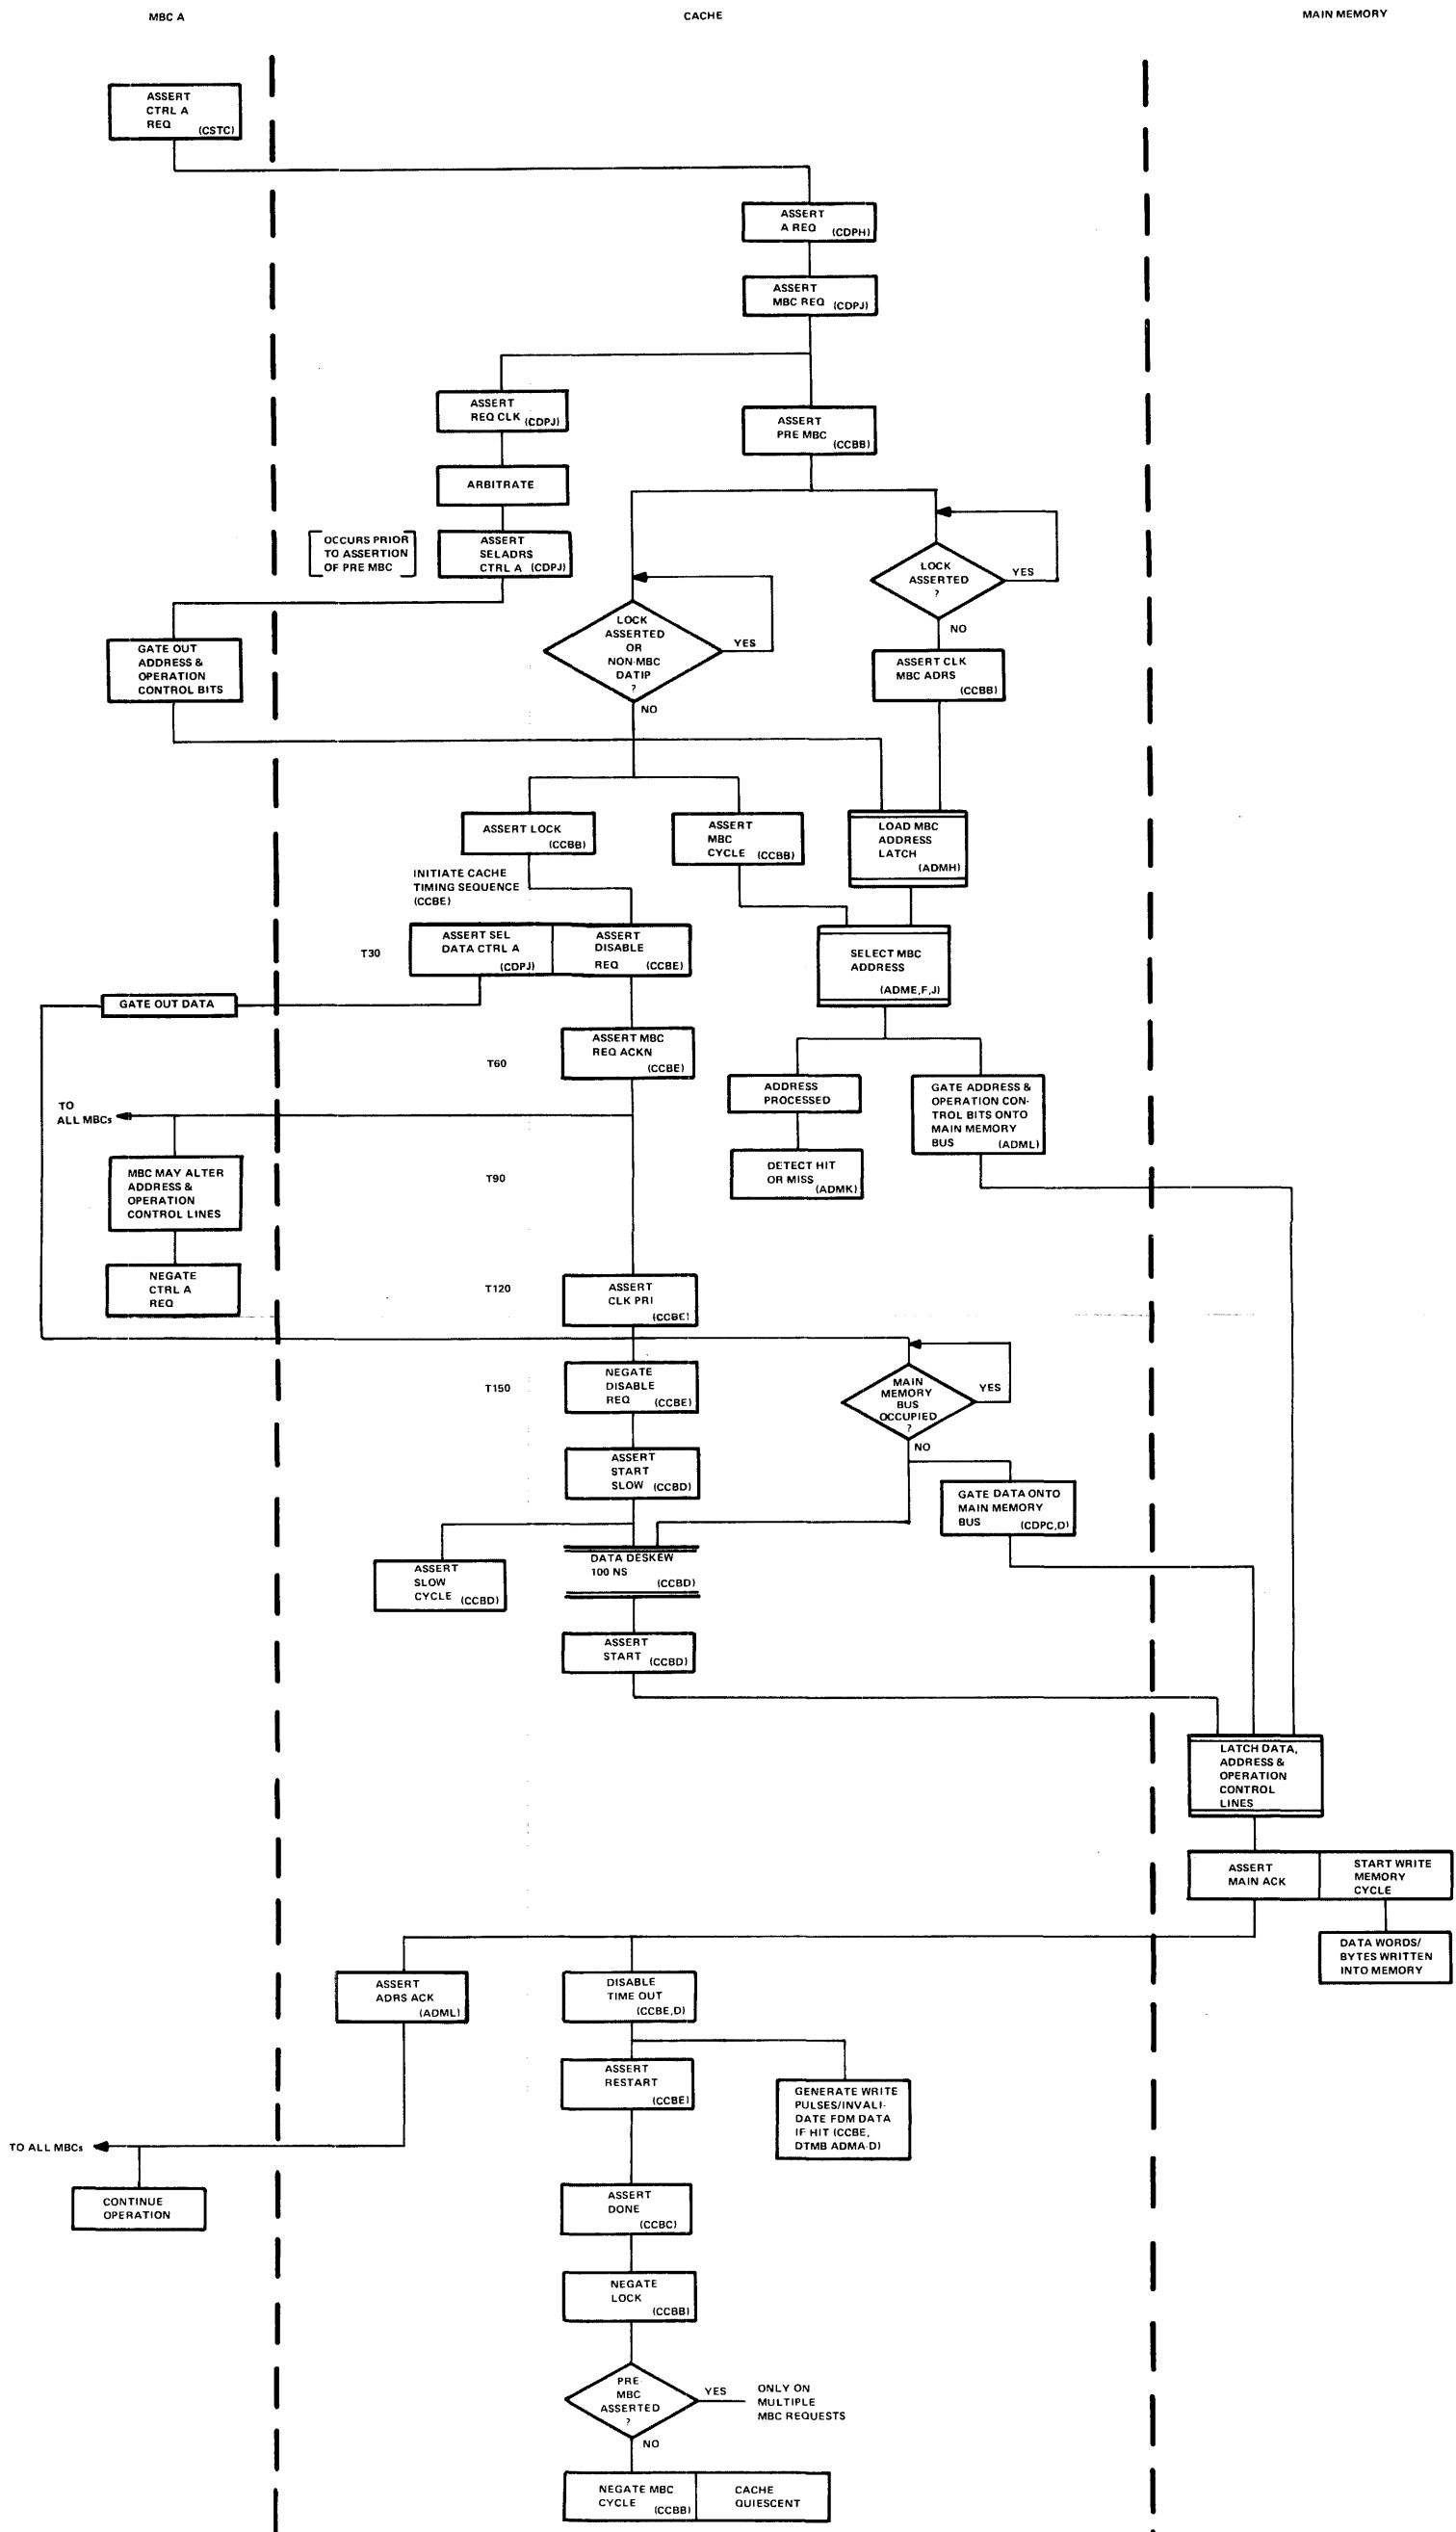 MBC A
CACHE
MAIN MEMORY
ASSERT
CTRL A
REQ (CSTC)
ASSERT
A REQ (CDPH)
ASSERT
MBC REQ (CDPJ)
ASSERT
REQ CLK (CDPJ)
ASSERT
PRE MBC
(CCBB)
ARBITRATE
OCCURS PRIOR
TO ASSERTION
OF PRE MBC
ASSERT
SELADRS
CTRL A (CDPJ)
LOCK
ASSERTED
?
YES
NO
LOCK
ASSERTED
OR
NON-MBC
DATIP
?
YES
NO
GATE OUT
ADDRESS &
OPERATION
CONTROL BITS
ASSERT CLK
MBC ADRS
(CCBB)
ASSERT LOCK
(CCBB)
ASSERT
MBC
CYCLE (CCBB)
LOAD MBC
ADDRESS
LATCH
(ADMH)
INITIATE CACHE
TIMING SEQUENCE
(CCBE)
T30
ASSERT SEL
DATA CTRL A
(CDPJ)
ASSERT
DISABLE
REQ (CCBE)
SELECT MBC
ADDRESS
(ADME,F,J)
GATE OUT DATA
T60
ASSERT MBC
REQ ACKN
(CCBE)
ADDRESS
PROCESSED
GATE ADDRESS &
OPERATION CON-
TROL BITS ONTO
MAIN MEMORY
BUS (ADML)
TO
ALL MBCs
MBC MAY ALTER
ADDRESS &
OPERATION
CONTROL LINES
T90
DETECT HIT
OR MISS
(ADMK)
NEGATE
CTRL A
REQ
T120
ASSERT
CLK PRI
(CCBE)
T150
NEGATE
DISABLE
REQ (CCBE)
MAIN
MEMORY
BUS
OCCUPIED
?
YES
NO
ASSERT
START
SLOW (CCBD)
GATE DATA ONTO
MAIN MEMORY
BUS (CDPC,D)
ASSERT
SLOW
CYCLE (CCBD)
DATA DESKEW
100 NS
(CCBD)
ASSERT
START (CCBD)
LATCH DATA,
ADDRESS &
OPERATION
CONTROL
LINES
ASSERT
MAIN ACK
START WRITE
MEMORY
CYCLE
DATA WORDS/
BYTES WRITTEN
INTO MEMORY
ASSERT
ADRS ACK
(ADML)
DISABLE
TIME OUT
(CCBE,D)
ASSERT
RESTART
(CCBE)
GENERATE WRITE
PULSES/INVALI-
DATE FDM DATA
IF HIT (CCBE,
DTMB ADMA-D)
TO ALL MBCs
CONTINUE
OPERATION
ASSERT
DONE
(CCBC)
NEGATE
LOCK
(CCBB)
PRE
MBC
ASSERTED
?
YES
ONLY ON
MULTIPLE
MBC REQUESTS
NO
NEGATE MBC
CYCLE
(CCBB)
CACHE
QUIESCENT